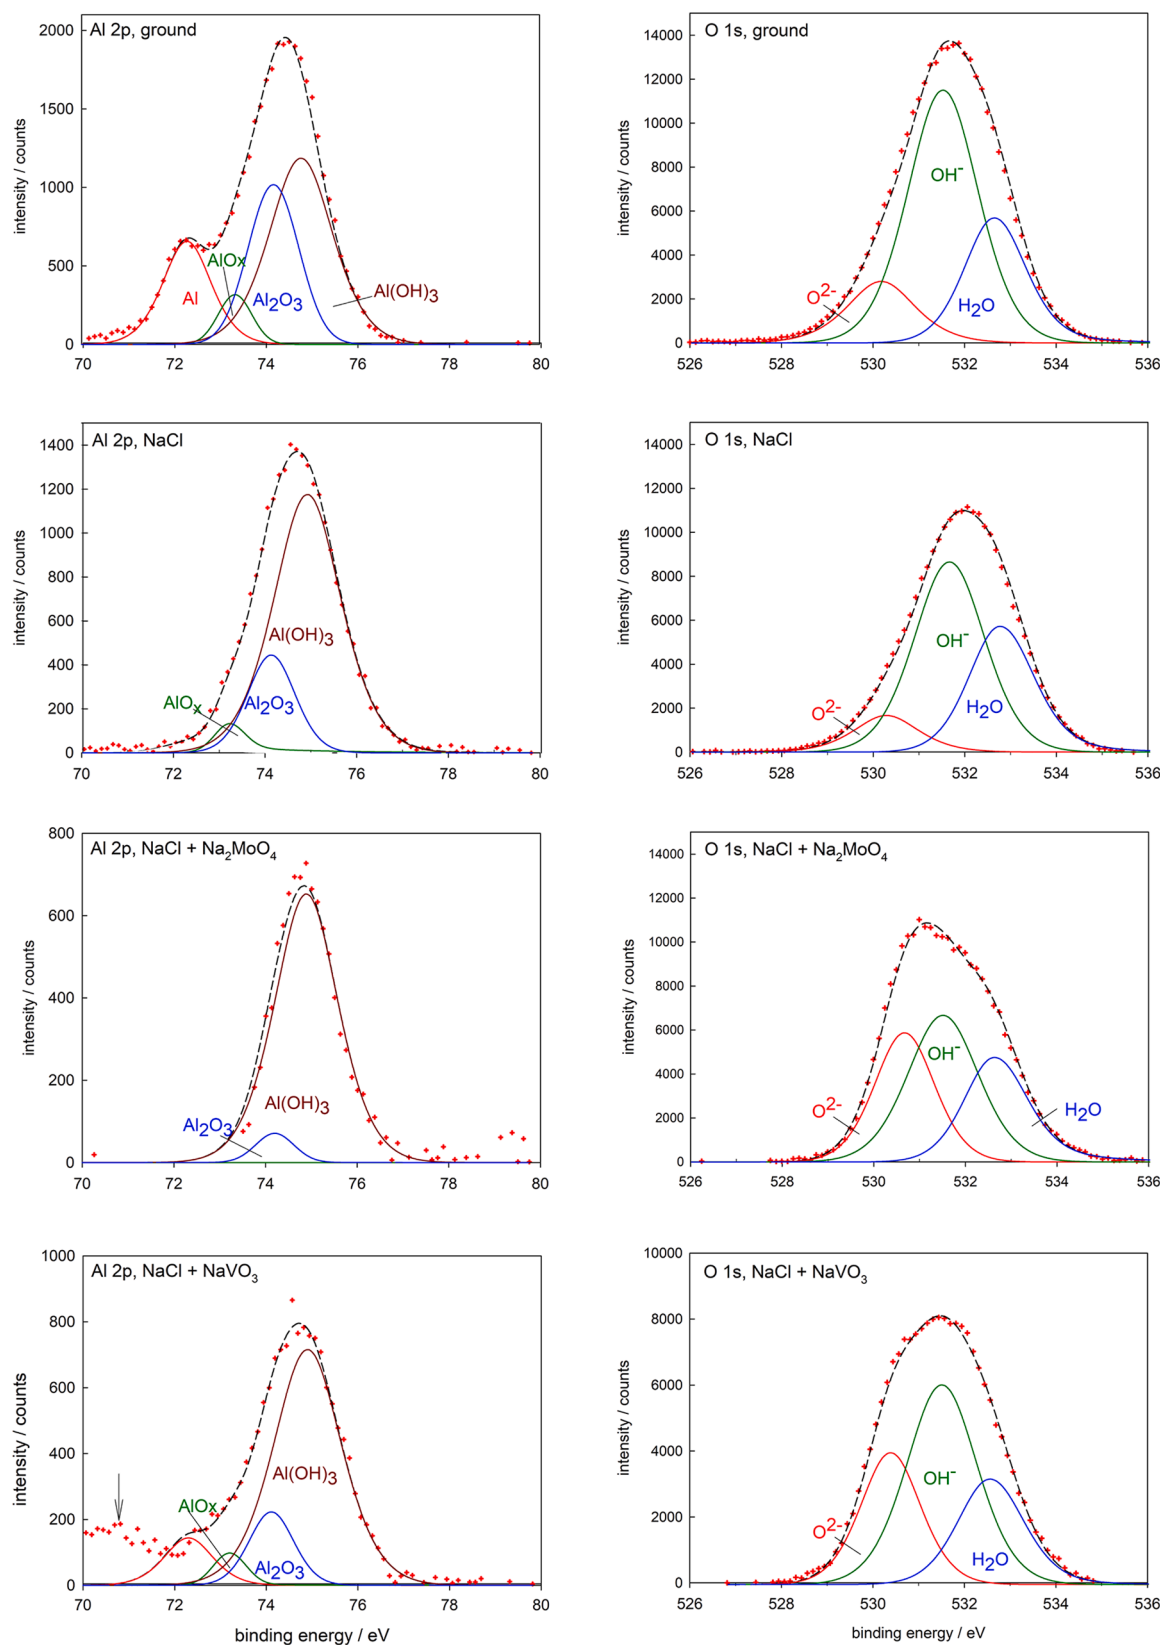 Al 2p, ground
intensity / counts
2000
1500
1000
500
0
AlOx
Al
Al2O3
Al(OH)3
70 72 74 76 78 80
O 1s, ground
intensity / counts
14000
12000
10000
8000
6000
4000
2000
0
OH-
O2-
H2O
526 528 530 532 534 536
Al 2p, NaCl
intensity / counts
1400
1200
1000
800
600
400
200
0
Al(OH)3
AlOx
Al2O3
70 72 74 76 78 80
O 1s, NaCl
intensity / counts
14000
12000
10000
8000
6000
4000
2000
0
OH-
O2-
H2O
526 528 530 532 534 536
Al 2p, NaCl + Na2MoO4
intensity / counts
800
600
400
200
0
Al2O3
Al(OH)3
70 72 74 76 78 80
O 1s, NaCl + Na2MoO4
intensity / counts
14000
12000
10000
8000
6000
4000
2000
0
OH-
O2-
H2O
526 528 530 532 534 536
Al 2p, NaCl + NaVO3
intensity / counts
1000
800
600
400
200
0
Al(OH)3
AlOx
Al2O3
70 72 74 76 78 80
binding energy / eV
O 1s, NaCl + NaVO3
intensity / counts
10000
8000
6000
4000
2000
0
OH-
O2-
H2O
526 528 530 532 534 536
binding energy / eV